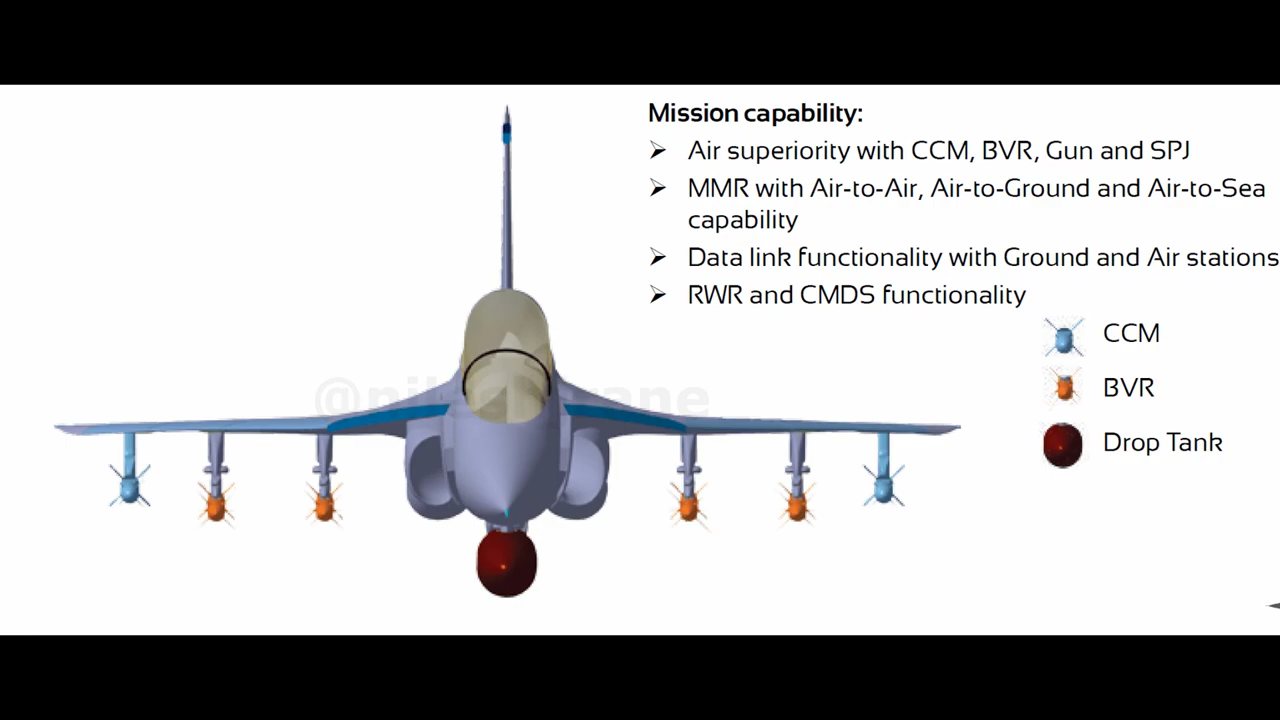 Mission capability:
Air superiority with CCM, BVR, Gun and SPJ
MMR with Air-to-Air, Air-to-Ground and Air-to-Sea
capability
Data link functionality with Ground and Air stations
RWR and CMDS functionality
CCM
BVR
Drop Tank